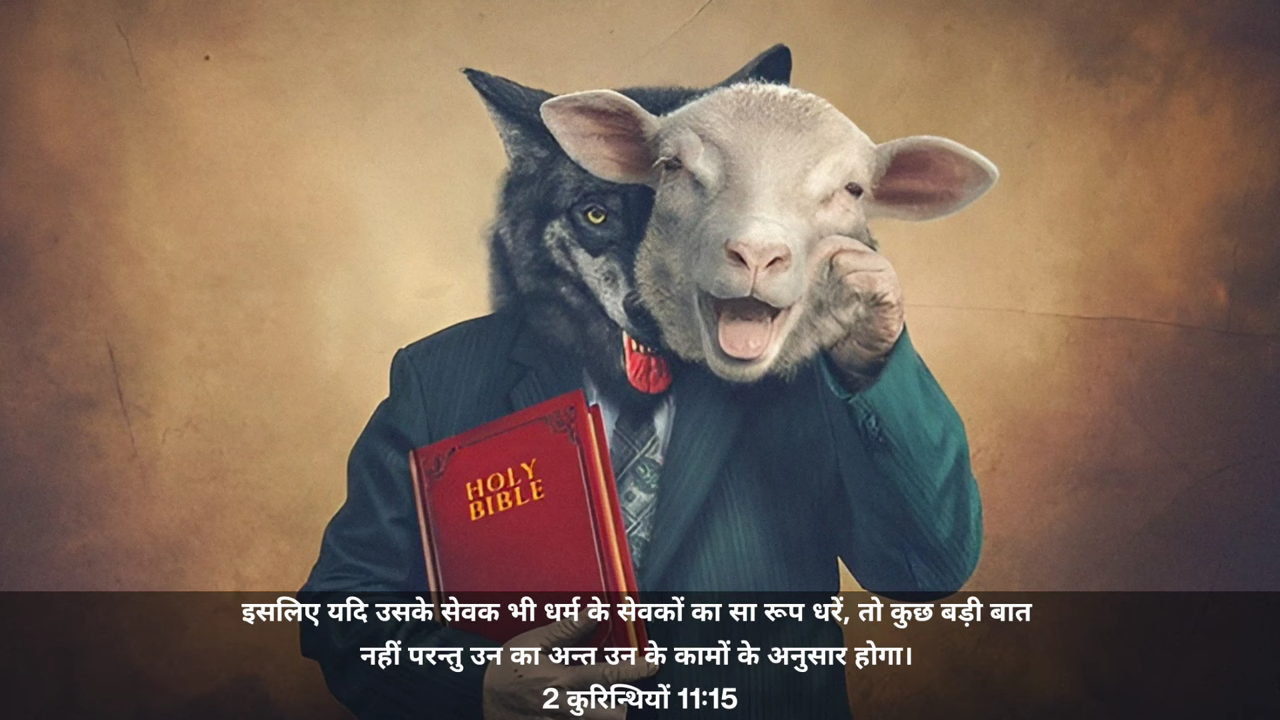 HOLY
BIBLE
इसलिए यदि उसके सेवक भी धर्म के सेवकों का सा रूप धरें, तो कुछ बड़ी बात
नहीं परन्तु उन का अन्त उन के कामों के अनुसार होगा।
2 कुरिन्थियों 11:15